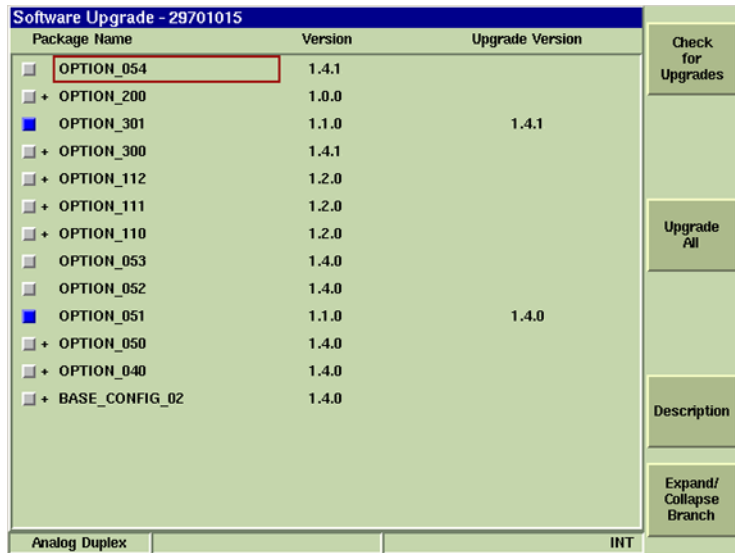 Software Upgrade - 29701015
Package Name Version Upgrade Version
OPTION_054 1.4.1
+ OPTION_200 1.0.0
OPTION_301 1.1.0 1.4.1
+ OPTION_300 1.4.1
+ OPTION_112 1.2.0
+ OPTION_111 1.2.0
+ OPTION_110 1.2.0
OPTION_053 1.4.0
OPTION_052 1.4.0
OPTION_051 1.1.0 1.4.0
+ OPTION_050 1.4.0
+ OPTION_040 1.4.0
+ BASE_CONFIG_02 1.4.0
Analog Duplex INT
Check
for
Upgrades
Upgrade
All
Description
Expand/
Collapse
Branch